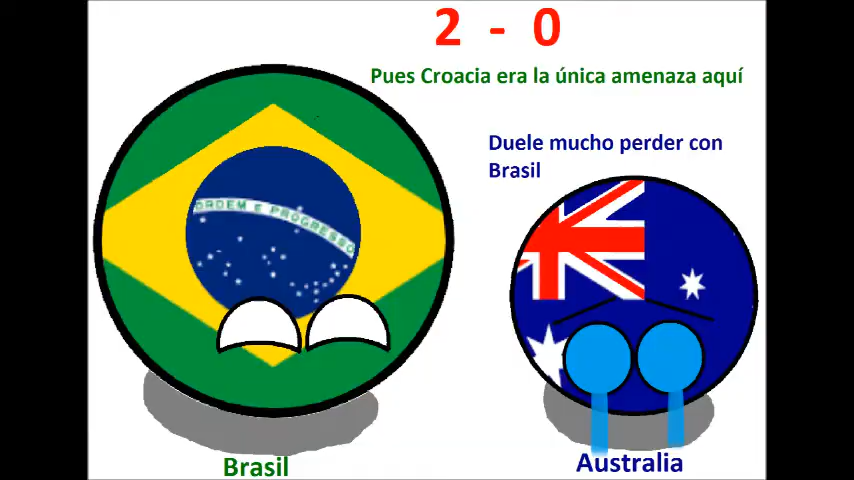 2 - 0
Pues Croacia era la única amenaza aquí
Duele mucho perder con
Brasil
ORDEM E PROGRESSO
Brasil
Australia